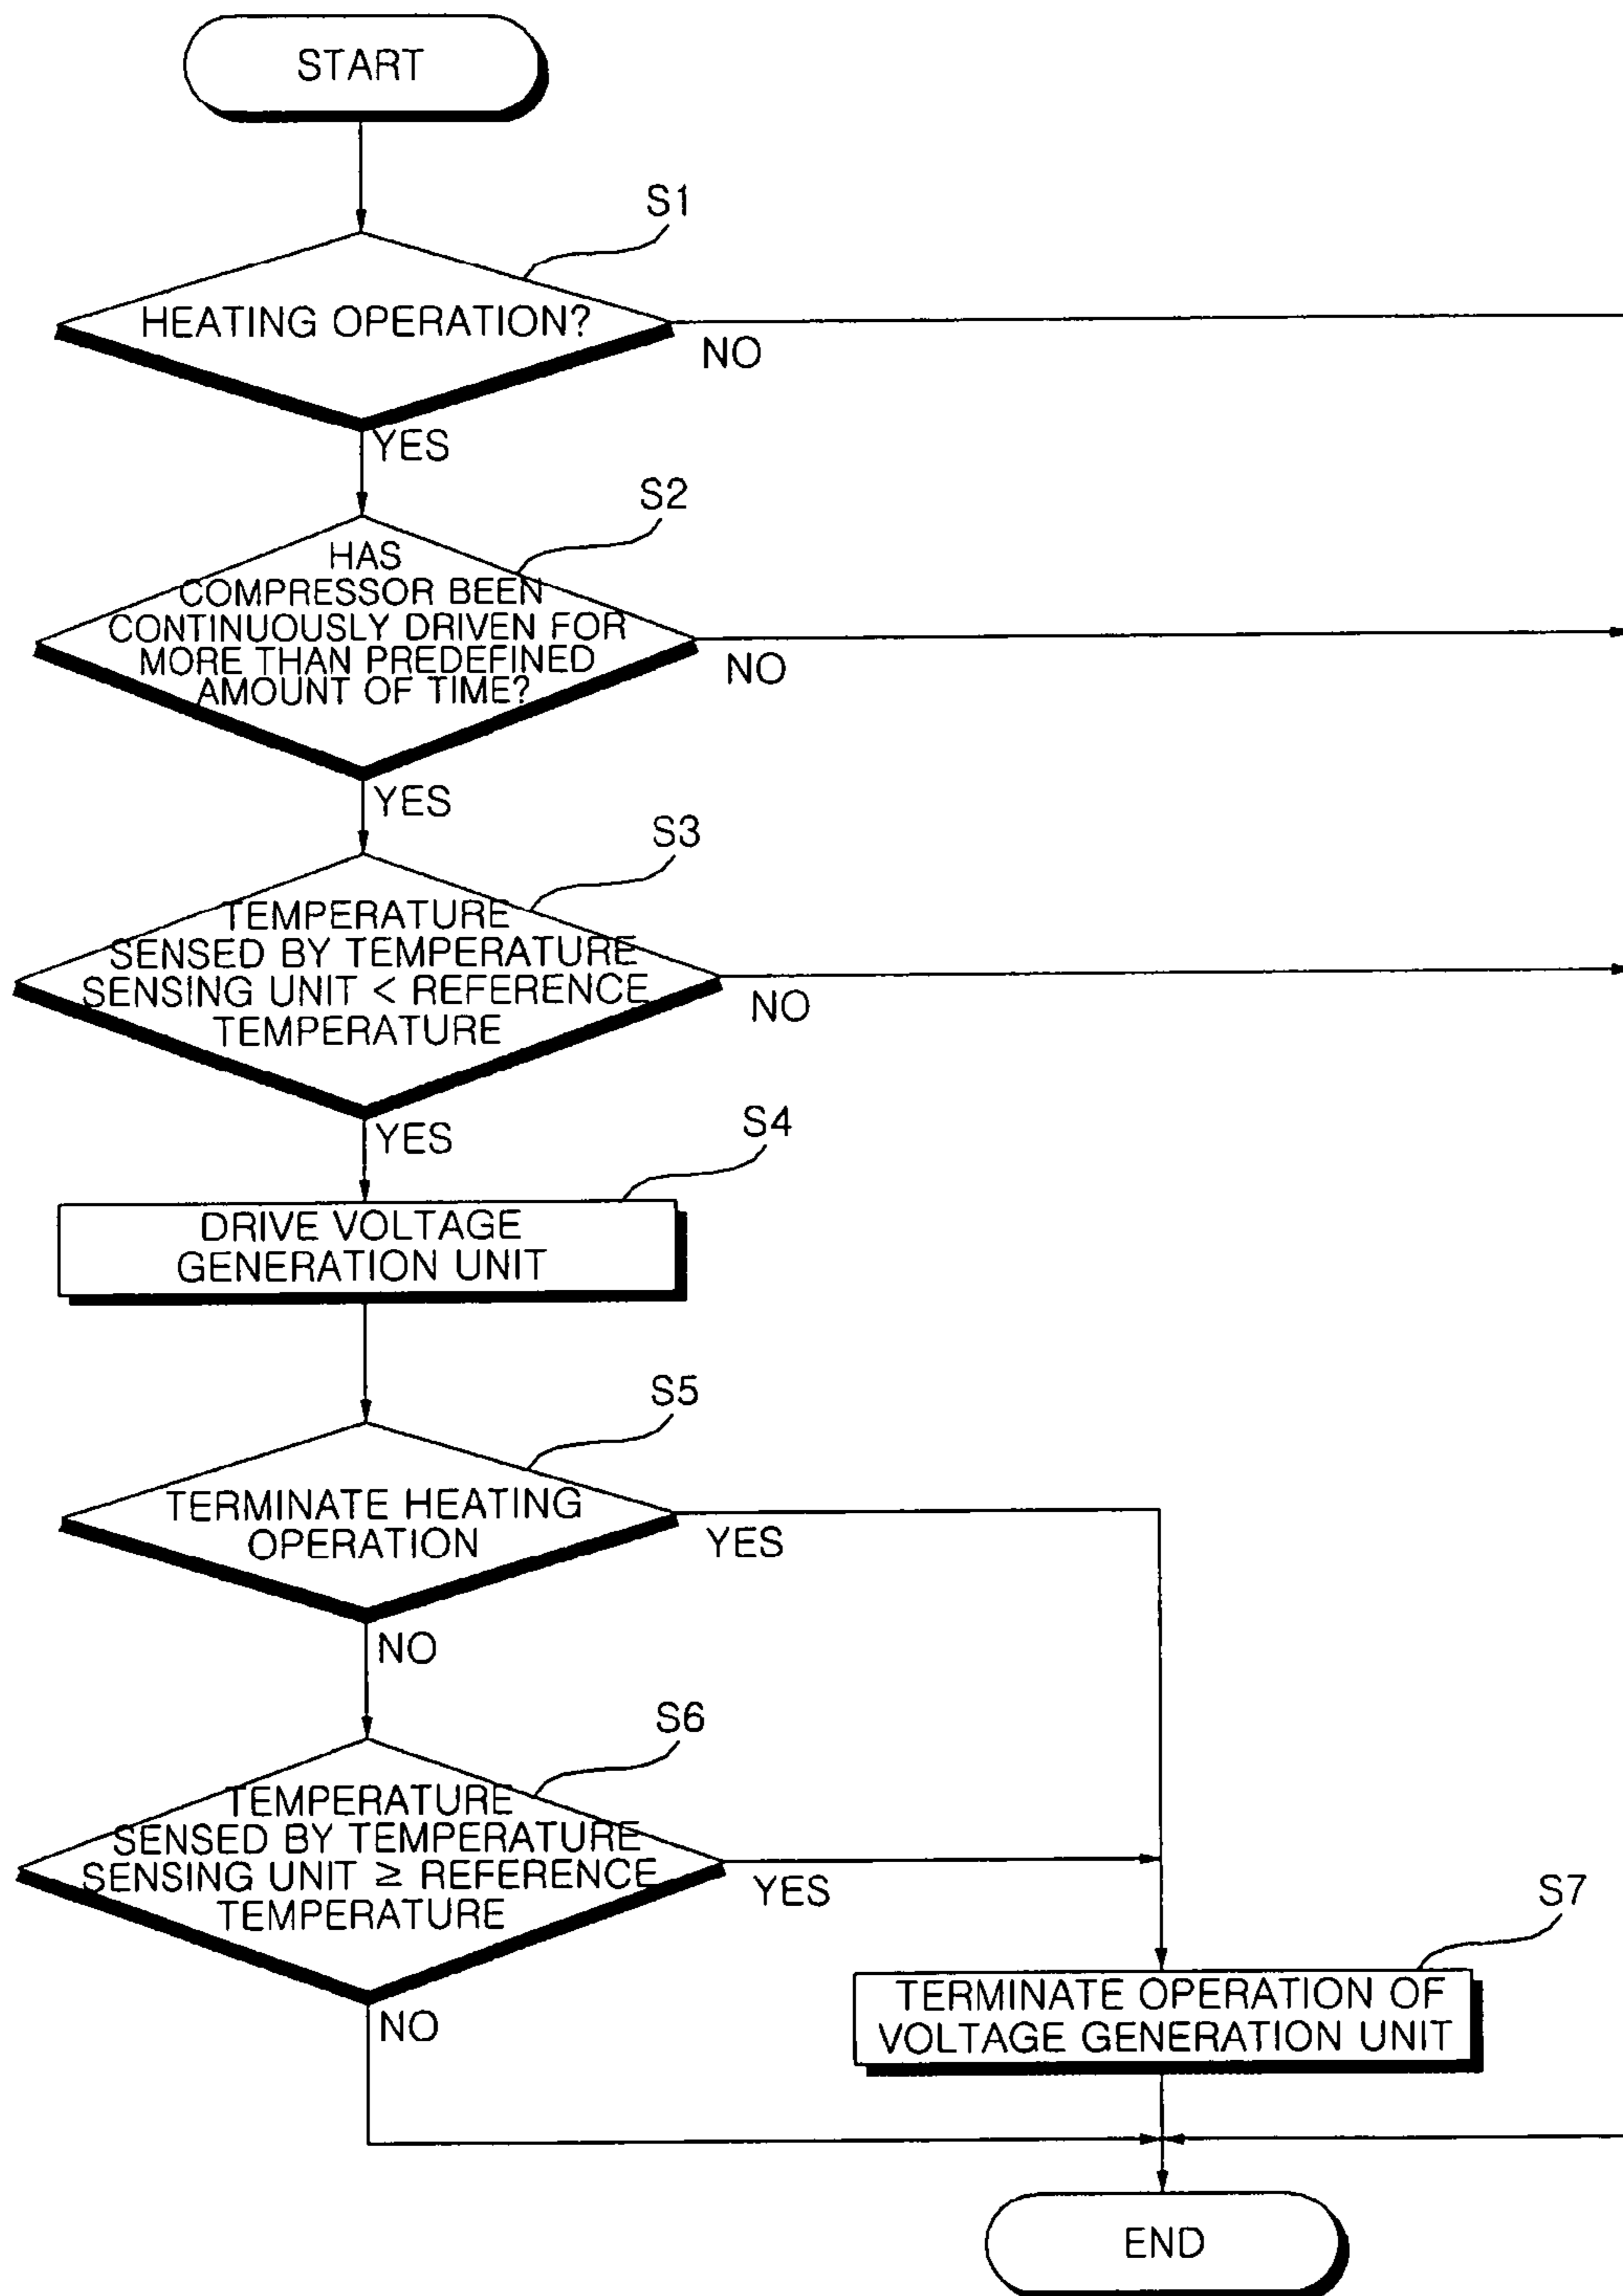 START
S1
HEATING OPERATION?
NO
YES
S2
HAS
COMPRESSOR BEEN
CONTINUOUSLY DRIVEN FOR
MORE THAN PREDEFINED
AMOUNT OF TIME?
NO
YES
S3
TEMPERATURE
SENSED BY TEMPERATURE
SENSING UNIT < REFERENCE
TEMPERATURE
NO
YES
S4
DRIVE VOLTAGE
GENERATION UNIT
S5
TERMINATE HEATING
OPERATION
YES
NO
S6
TEMPERATURE
SENSED BY TEMPERATURE
SENSING UNIT ≥ REFERENCE
TEMPERATURE
YES
NO
S7
TERMINATE OPERATION OF
VOLTAGE GENERATION UNIT
END